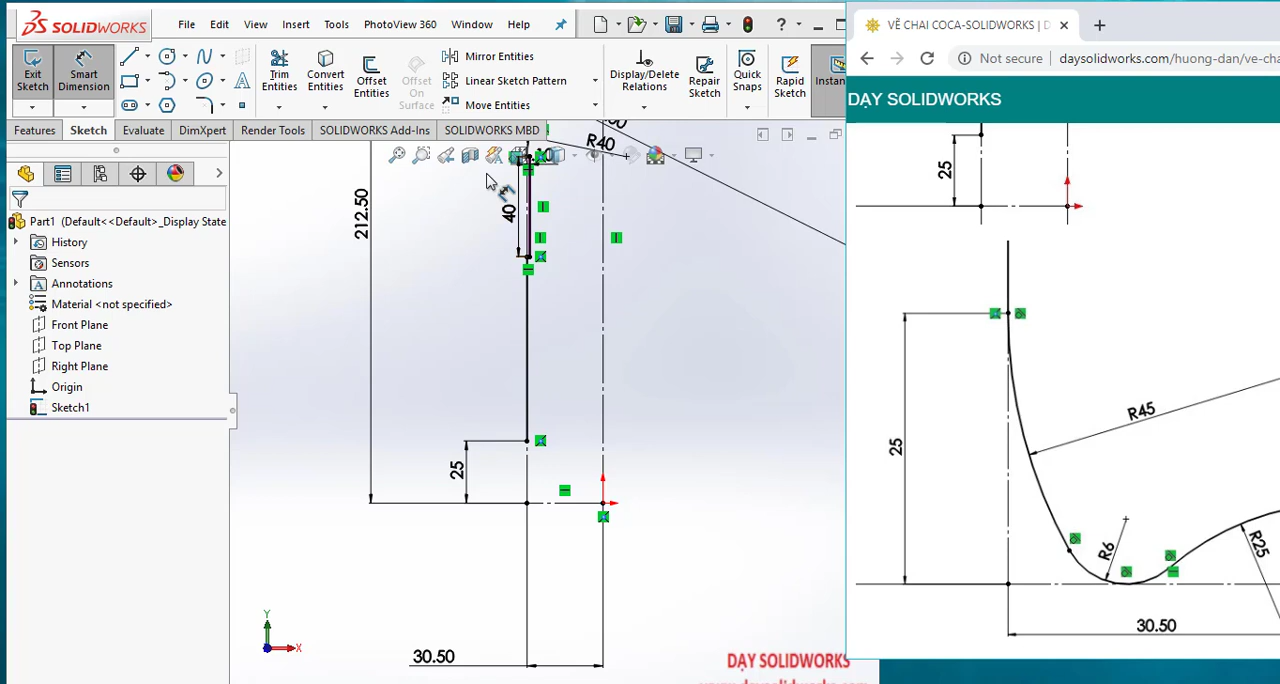 SOLIDWORKS
File Edit View Insert Tools PhotoView 360 Window Help
Exit Sketch
Smart Dimension
Trim Entities
Convert Entities
Offset Entities
Offset On Surface
Mirror Entities
Linear Sketch Pattern
Move Entities
Display/Delete Relations
Repair Sketch
Quick Snaps
Rapid Sketch
Instan
Features Sketch Evaluate DimXpert Render Tools SOLIDWORKS Add-Ins SOLIDWORKS MBD
Part1 (Default<<Default>_Display State
History
Sensors
Annotations
Material <not specified>
Front Plane
Top Plane
Right Plane
Origin
Sketch1
R40
212.50
40
25
30.50
Y
X
DẠY SOLIDWORKS
VẼ CHAI COCA-SOLIDWORKS | D
Not secure daysolidworks.com/huong-dan/ve-cha
DAY SOLIDWORKS
25
R45
25
R6
R25
30.50